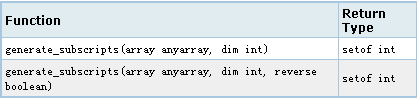 Function Return Type
generate_subscripts(array anyarray, dim int) setof int
generate_subscripts(array anyarray, dim int, reverse boolean) setof int